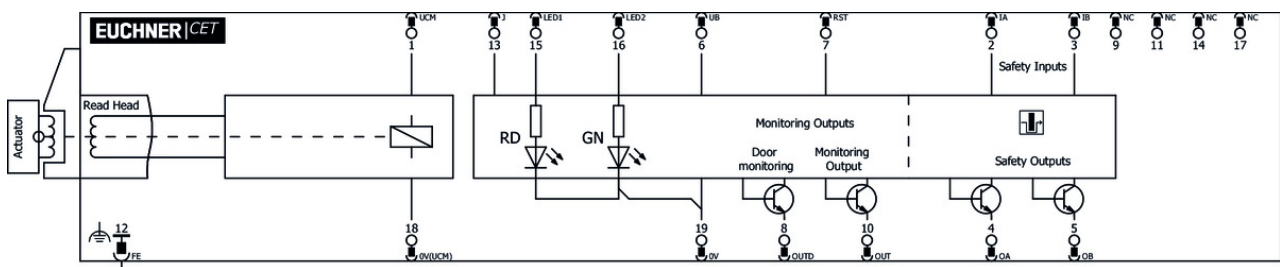 EUCHNER CET
UCM J LED1 LED2 UB RST IA IB NC NC NC NC
1 13 15 16 6 7 2 3 9 11 14 17
Safety Inputs
Read Head
Actuator
RD GN
Monitoring Outputs
Door
monitoring
Monitoring
Output
Safety Outputs
12 18 19 8 10 4 5
FE 0V(UCM) 0V OUTD OUT OA OB